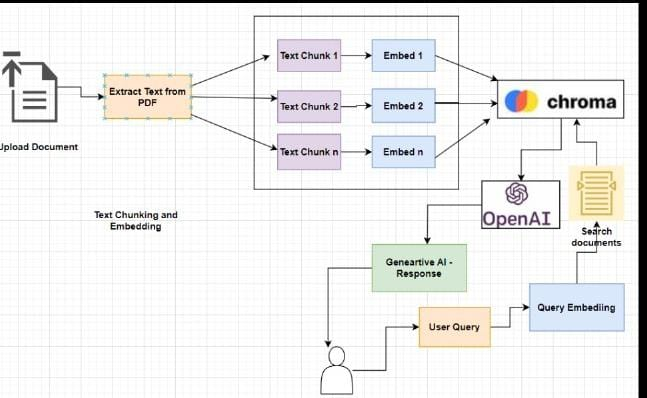 Text Chunk 1
Embed 1
Extract Text from
PDF
Text Chunk 2
Embed 2
chroma
Upload Document
Text Chunk n
Embed n
Text Chunking and
Embedding
OpenAI
Search
documents
Geneartive AI -
Response
User Query
Query Embedding